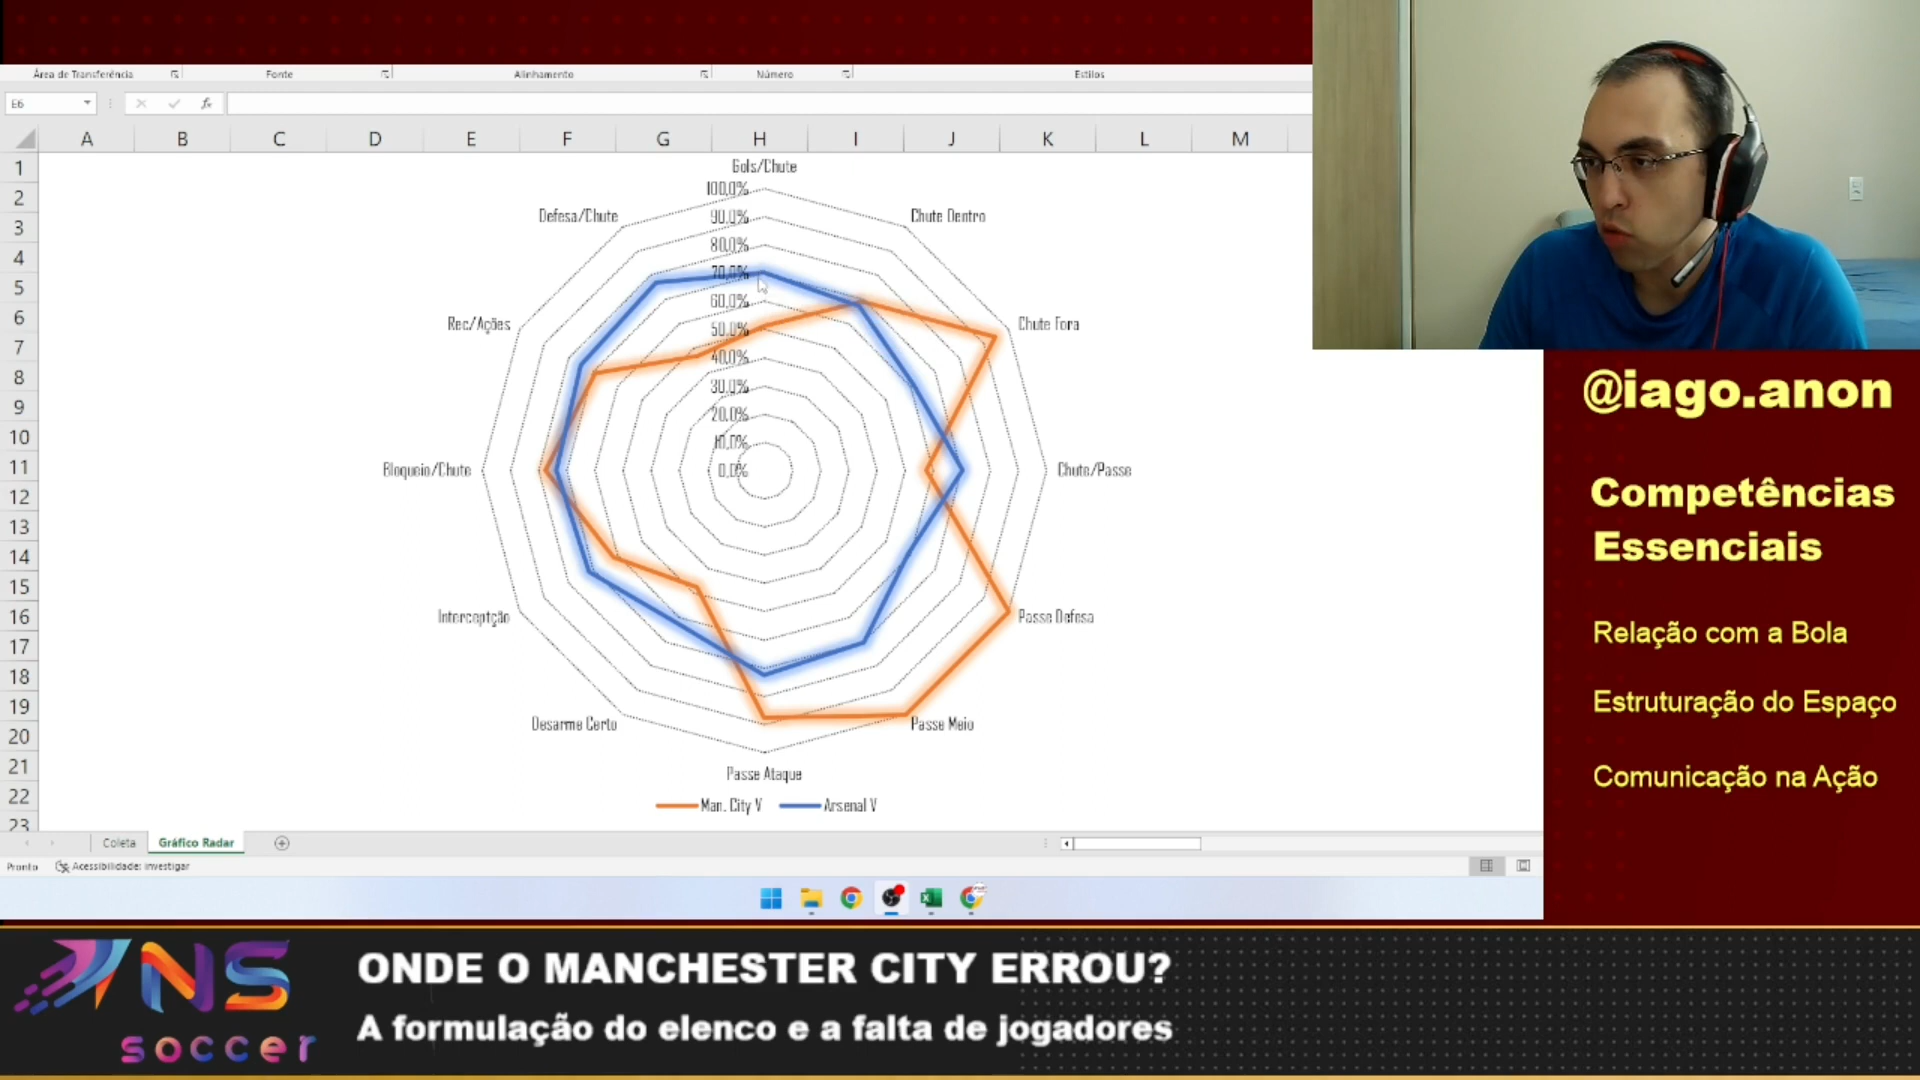 Área de Transferência
Fonte
Alinhamento
Número
Estilos
E6
fx
A B C D E F G H I J K L M
1
2
3
4
5
6
7
8
9
10
11
12
13
14
15
16
17
18
19
20
21
22
23
Gols/Chute
Chute Dentro
Chute Fora
Chute/Passe
Passe Defesa
Passe Meio
Passe Ataque
Desarme Certo
Interceptção
Bloqueio/Chute
Rec/Ações
Defesa/Chute
100,0%
90,0%
80,0%
70,0%
60,0%
50,0%
40,0%
30,0%
20,0%
10,0%
0,0%
Man. City V
Arsenal V
Coleta
Gráfico Radar
Pronto
Acessibilidade: investigar
@iago.anon
Competências
Essenciais
Relação com a Bola
Estruturação do Espaço
Comunicação na Ação
NS
soccer
ONDE O MANCHESTER CITY ERROU?
A formulação do elenco e a falta de jogadores